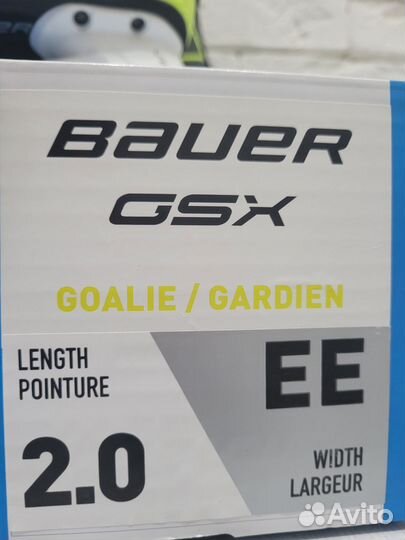 BAUER
GSX
GOALIE / GARDIEN
LENGTH
POINTURE
2.0
EE
WIDTH
LARGEUR
Avito